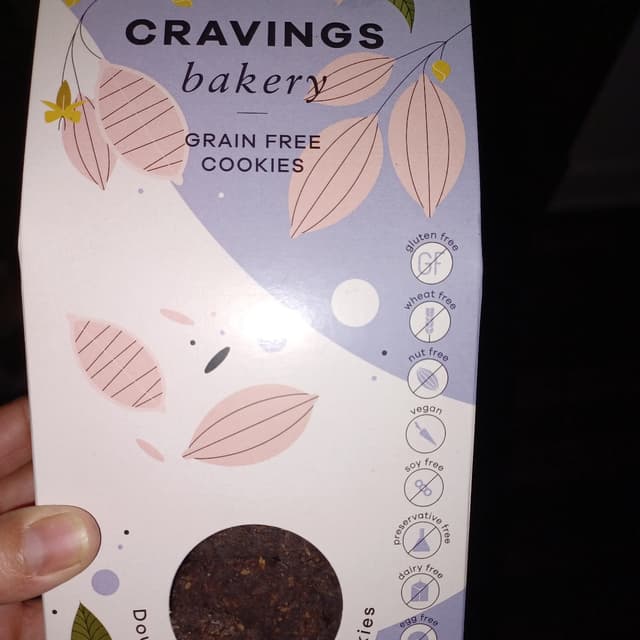 CRAVINGS
bakery
GRAIN FREE
COOKIES
gluten free
GF
wheat free
nut free
vegan
soy free
preservative free
dairy free
egg free